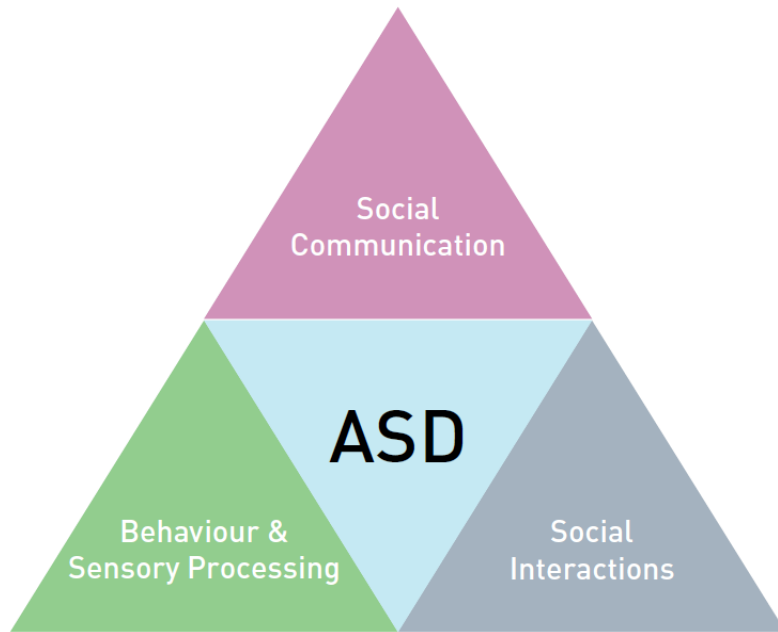 Social
Communication
ASD
Behaviour &
Sensory Processing
Social
Interactions